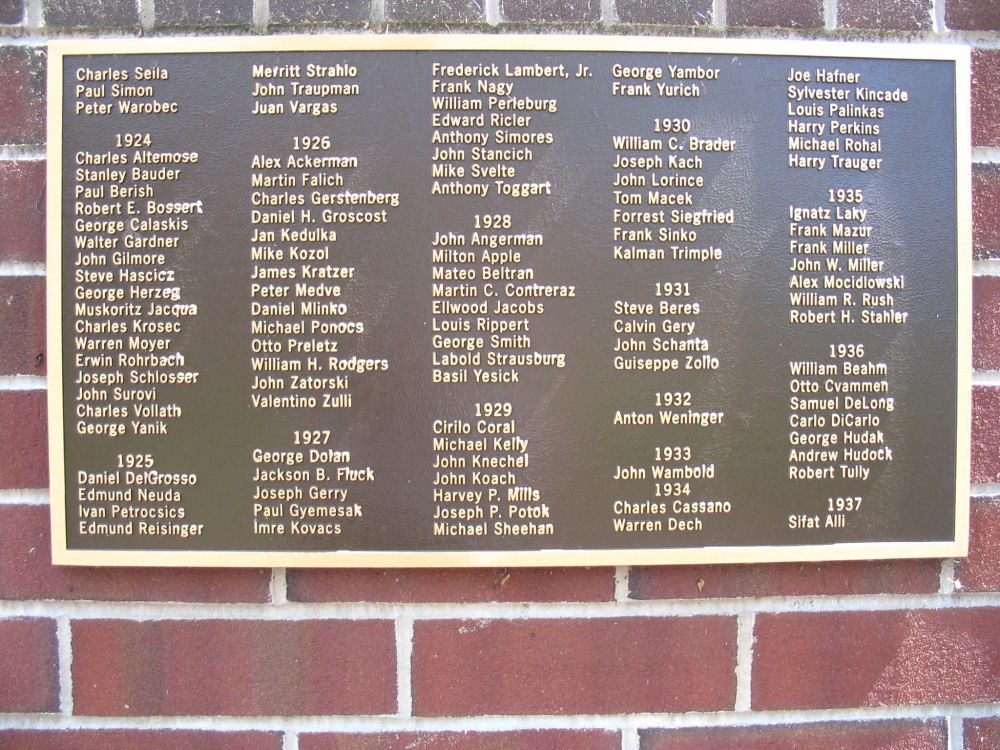 Charles Seila
Paul Simon
Peter Warobec
1924
Charles Altemose
Stanley Bauder
Paul Berish
Robert E. Bossert
George Calaskis
Walter Gardner
John Gilmore
Steve Hascicz
George Herzeg
Muskoritz Jacqua
Charles Krosec
Warren Moyer
Erwin Rohrbach
Joseph Schlosser
John Surovi
Charles Vollath
George Yanik
1925
Daniel DelGrosso
Edmund Neuda
Ivan Petrocsics
Edmund Reisinger
Merritt Strahlo
John Traupman
Juan Vargas
1926
Alex Ackerman
Martin Falich
Charles Gerstenberg
Daniel H. Groscost
Jan Kedulka
Mike Kozol
James Kratzer
Peter Medve
Daniel Mlinko
Michael Ponocs
Otto Preletz
William H. Rodgers
John Zatorski
Valentino Zulli
1927
George Dolan
Jackson B. Fluck
Joseph Gerry
Paul Gyemesak
Imre Kovacs
Frederick Lambert, Jr.
Frank Nagy
William Perleburg
Edward Ricler
Anthony Simores
John Stancich
Mike Svelte
Anthony Toggart
1928
John Angerman
Milton Apple
Mateo Beltran
Martin C. Contreraz
Ellwood Jacobs
Louis Rippert
George Smith
Labold Strausburg
Basil Yesick
1929
Cirilo Coral
Michael Kelly
John Knechel
John Koach
Harvey P. Mills
Joseph P. Potok
Michael Sheehan
George Yambor
Frank Yurich
1930
William C. Brader
Joseph Kach
John Lorince
Tom Macek
Forrest Siegfried
Frank Sinko
Kalman Trimple
1931
Steve Beres
Calvin Gery
John Schanta
Guiseppe Zollo
1932
Anton Weninger
1933
John Wambold
1934
Charles Cassano
Warren Dech
Joe Hafner
Sylvester Kincade
Louis Palinkas
Harry Perkins
Michael Rohal
Harry Trauger
1935
Ignatz Laky
Frank Mazur
Frank Miller
John W. Miller
Alex Mocidlowski
William R. Rush
Robert H. Stahler
1936
William Beahm
Otto Cvammen
Samuel DeLong
Carlo DiCarlo
George Hudak
Andrew Hudock
Robert Tully
1937
Sifat Alli